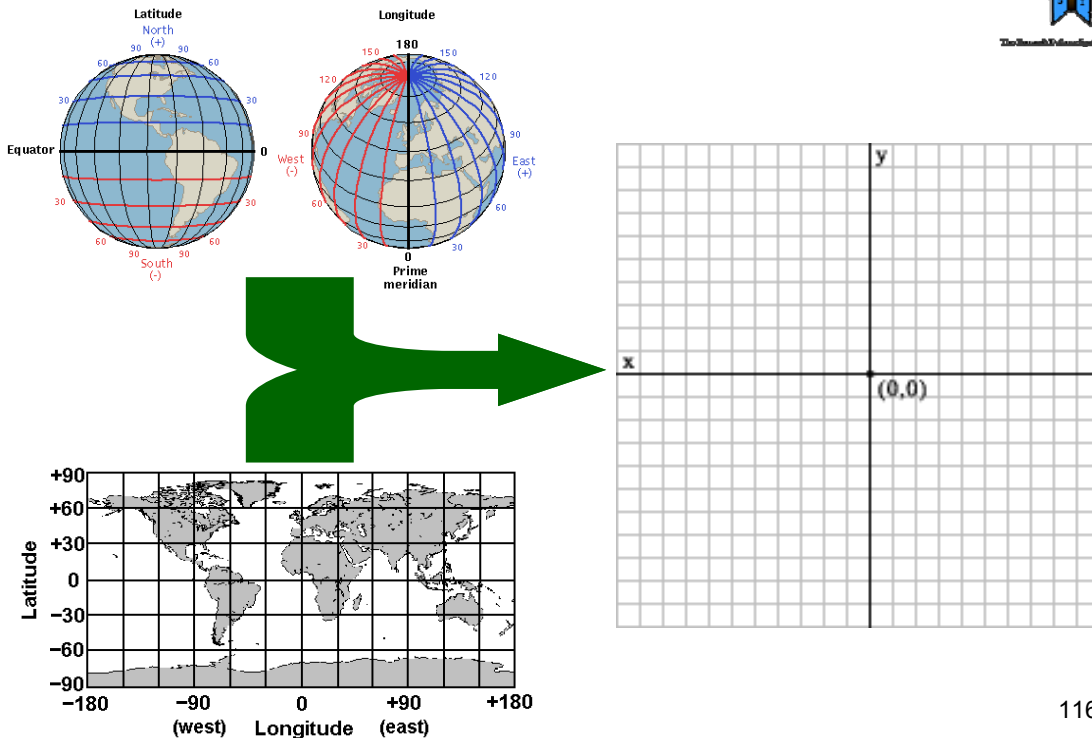 Latitude
North
(+)
90 90
60 60
30 30
Equator 0
30 30
60 60
90 90
South
(-)
Longitude
180
150 150
120 120
90 90
West
(-)
East
(+)
60 60
30 30
0
Prime
meridian
y
x
(0,0)
+90
+60
+30
0
−30
−60
−90
Latitude
−180 −90 0 +90 +180
(west) Longitude (east)
116